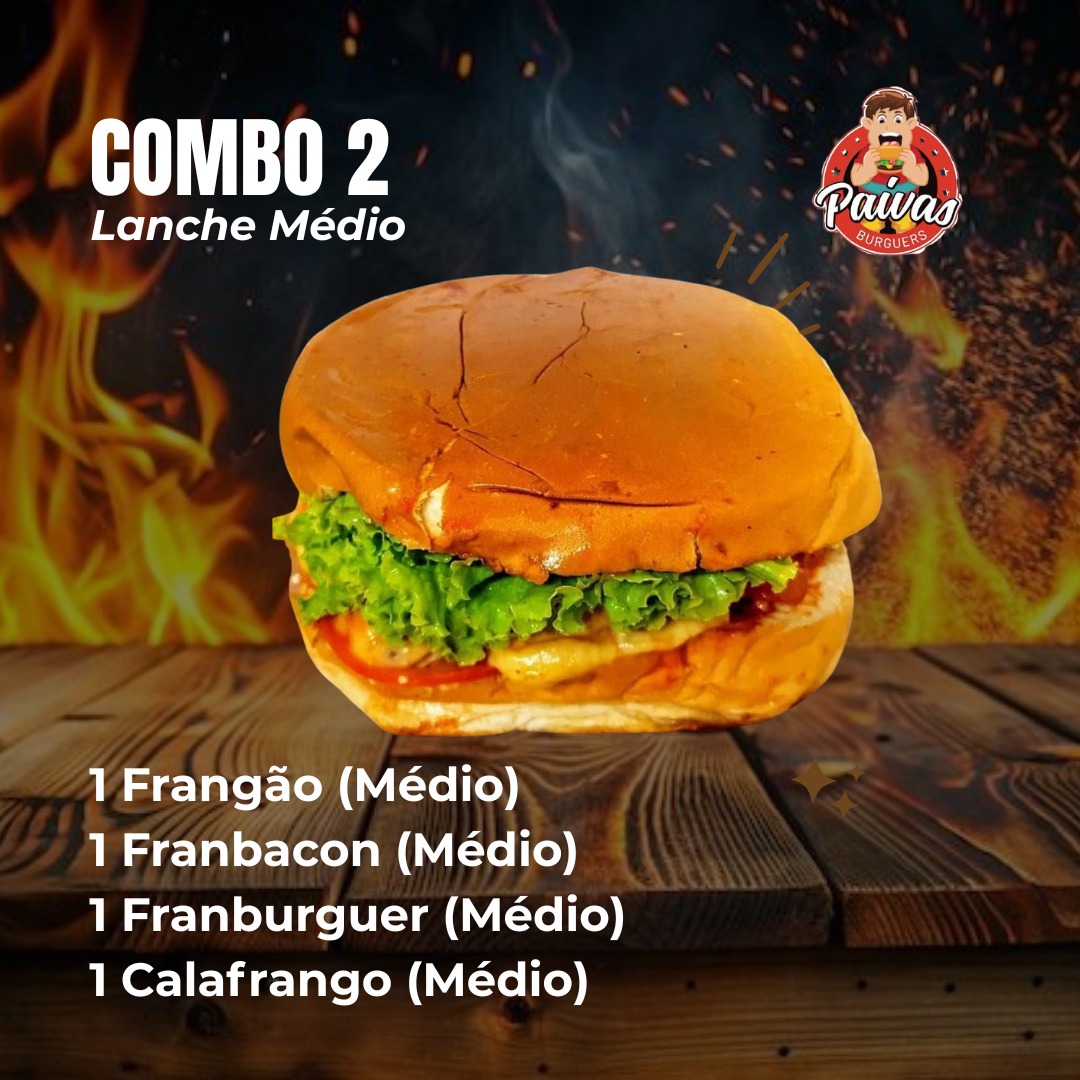 COMBO 2
Lanche Médio
Paivas
BURGUERS
1 Frangão (Médio)
1 Franbacon (Médio)
1 Franburguer (Médio)
1 Calafrango (Médio)